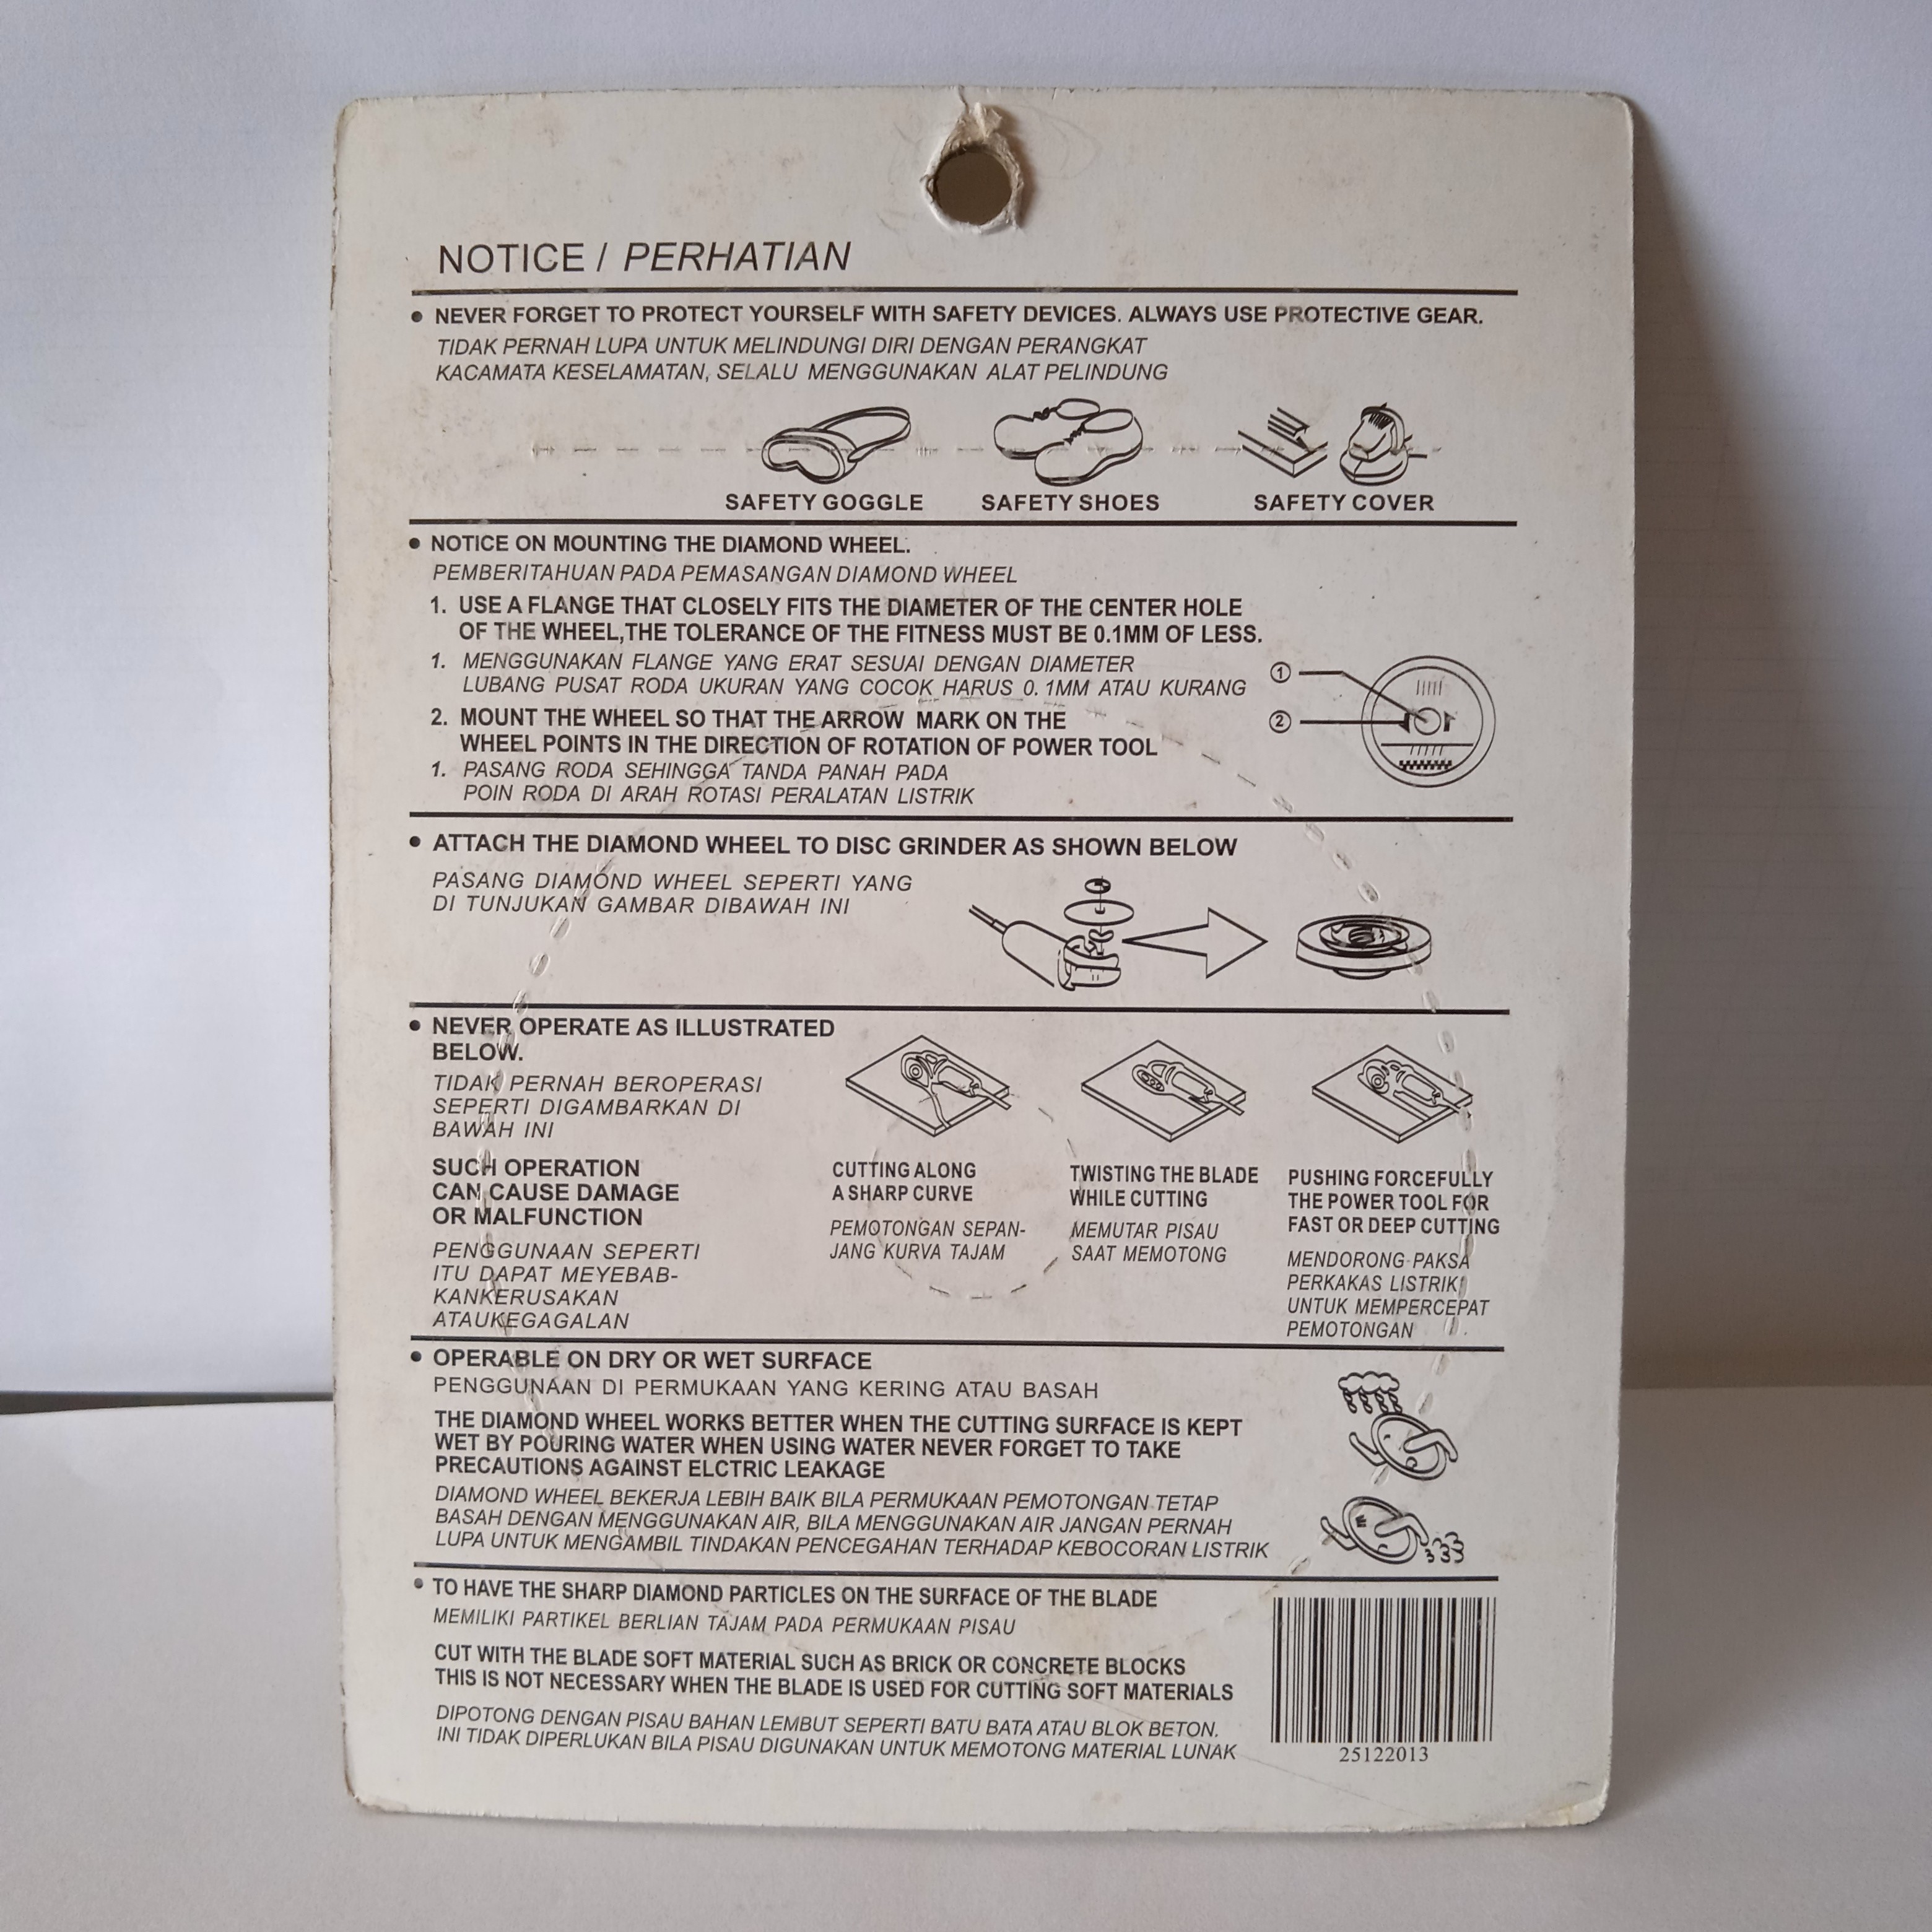 NOTICE / PERHATIAN
• NEVER FORGET TO PROTECT YOURSELF WITH SAFETY DEVICES. ALWAYS USE PROTECTIVE GEAR.
TIDAK PERNAH LUPA UNTUK MELINDUNGI DIRI DENGAN PERANGKAT
KACAMATA KESELAMATAN, SELALU MENGGUNAKAN ALAT PELINDUNG
SAFETY GOGGLE
SAFETY SHOES
SAFETY COVER
• NOTICE ON MOUNTING THE DIAMOND WHEEL.
PEMBERITAHUAN PADA PEMASANGAN DIAMOND WHEEL
1. USE A FLANGE THAT CLOSELY FITS THE DIAMETER OF THE CENTER HOLE
OF THE WHEEL,THE TOLERANCE OF THE FITNESS MUST BE 0.1MM OF LESS.
1. MENGGUNAKAN FLANGE YANG ERAT SESUAI DENGAN DIAMETER
LUBANG PUSAT RODA UKURAN YANG COCOK HARUS 0.1MM ATAU KURANG
2. MOUNT THE WHEEL SO THAT THE ARROW MARK ON THE
WHEEL POINTS IN THE DIRECTION OF ROTATION OF POWER TOOL
1. PASANG RODA SEHINGGA TANDA PANAH PADA
POIN RODA DI ARAH ROTASI PERALATAN LISTRIK
①
②
• ATTACH THE DIAMOND WHEEL TO DISC GRINDER AS SHOWN BELOW
PASANG DIAMOND WHEEL SEPERTI YANG
DI TUNJUKAN GAMBAR DIBAWAH INI
• NEVER OPERATE AS ILLUSTRATED
BELOW.
TIDAK PERNAH BEROPERASI
SEPERTI DIGAMBARKAN DI
BAWAH INI
SUCH OPERATION
CAN CAUSE DAMAGE
OR MALFUNCTION
PENGGUNAAN SEPERTI
ITU DAPAT MEYEBAB-
KANKERUSAKAN
ATAUKEGAGALAN
CUTTING ALONG
A SHARP CURVE
PEMOTONGAN SEPAN-
JANG KURVA TAJAM
TWISTING THE BLADE
WHILE CUTTING
MEMUTAR PISAU
SAAT MEMOTONG
PUSHING FORCEFULLY
THE POWER TOOL FOR
FAST OR DEEP CUTTING
MENDORONG PAKSA
PERKAKAS LISTRIK
UNTUK MEMPERCEPAT
PEMOTONGAN
• OPERABLE ON DRY OR WET SURFACE
PENGGUNAAN DI PERMUKAAN YANG KERING ATAU BASAH
THE DIAMOND WHEEL WORKS BETTER WHEN THE CUTTING SURFACE IS KEPT
WET BY POURING WATER WHEN USING WATER NEVER FORGET TO TAKE
PRECAUTIONS AGAINST ELCTRIC LEAKAGE
DIAMOND WHEEL BEKERJA LEBIH BAIK BILA PERMUKAAN PEMOTONGAN TETAP
BASAH DENGAN MENGGUNAKAN AIR, BILA MENGGUNAKAN AIR JANGAN PERNAH
LUPA UNTUK MENGAMBIL TINDAKAN PENCEGAHAN TERHADAP KEBOCORAN LISTRIK
• TO HAVE THE SHARP DIAMOND PARTICLES ON THE SURFACE OF THE BLADE
MEMILIKI PARTIKEL BERLIAN TAJAM PADA PERMUKAAN PISAU
CUT WITH THE BLADE SOFT MATERIAL SUCH AS BRICK OR CONCRETE BLOCKS
THIS IS NOT NECESSARY WHEN THE BLADE IS USED FOR CUTTING SOFT MATERIALS
DIPOTONG DENGAN PISAU BAHAN LEMBUT SEPERTI BATU BATA ATAU BLOK BETON.
INI TIDAK DIPERLUKAN BILA PISAU DIGUNAKAN UNTUK MEMOTONG MATERIAL LUNAK
25122013